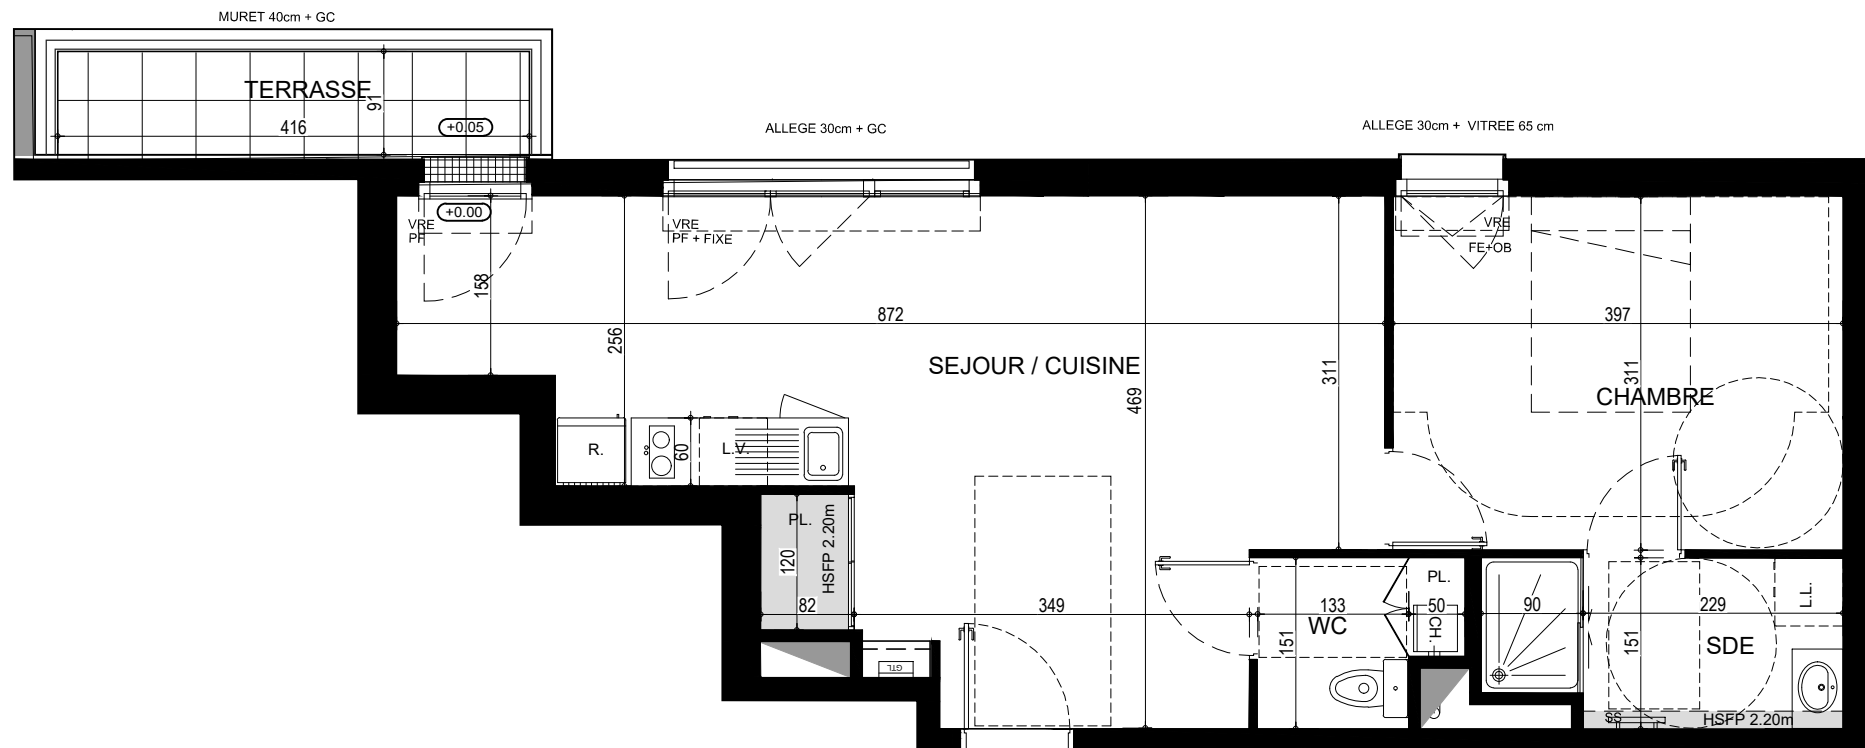 MURET 40cm + GC
TERRASSE
91
416
+0.05
ALLEGE 30cm + GC
ALLEGE 30cm + VITREE 65 cm
+0.00
VRE
PF
VRE
PF + FIXE
VRE
FE+OB
158
256
872
397
SEJOUR / CUISINE
311
469
311
CHAMBRE
R.
60
L.V.
PL.
120
HSFP 2.20m
82
349
133
PL.
50
CH.
90
229
L.L.
WC
151
151
SDE
GTL
HSFP 2.20m